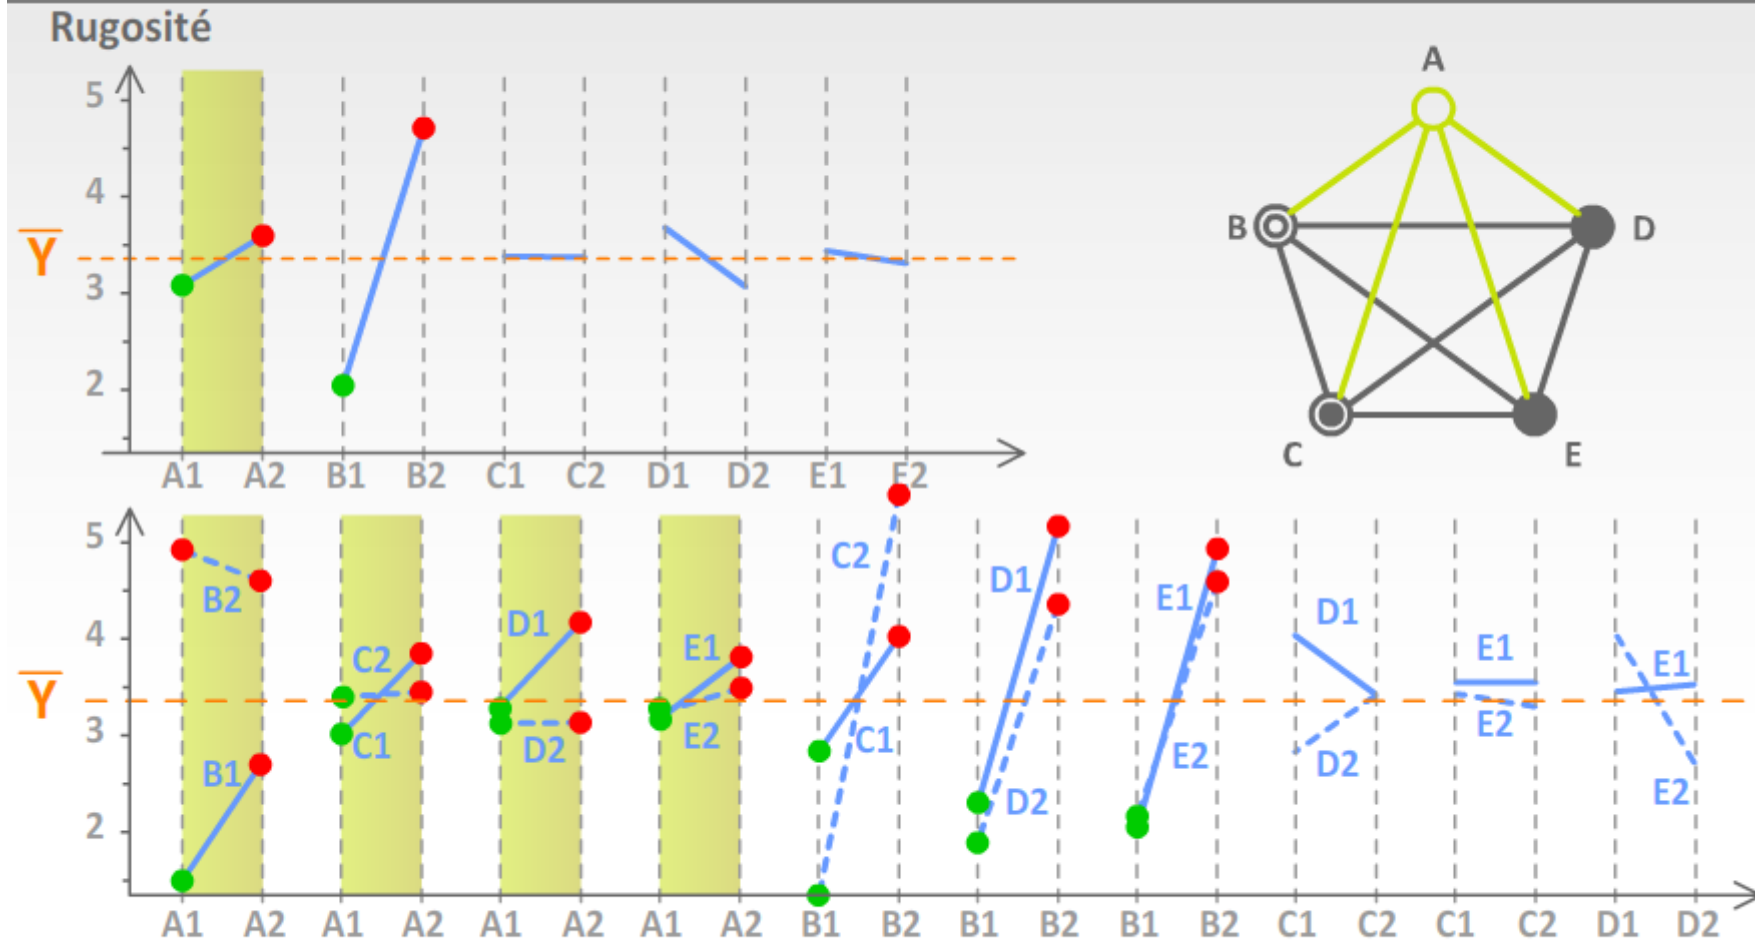 Rugosité
A
5
4
B
D
Y
3
2
C
E
A1 A2 B1 B2 C1 C2 D1 D2 E1 E2
5
C2
D1
E1
B2
D1
D1
4
C2
E1
E1
E1
Y
3
C1
D2
E2
C1
E2
D2
E2
B1
D2
E2
2
A1 A2 A1 A2 A1 A2 A1 A2 B1 B2 B1 B2 B1 B2 C1 C2 C1 C2 D1 D2